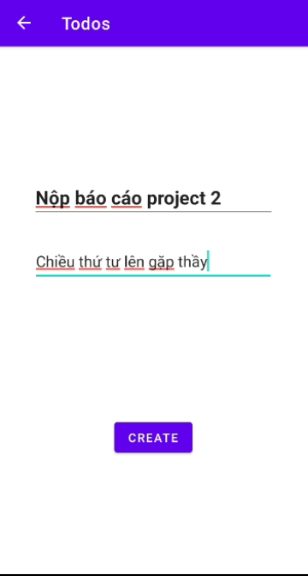 Todos
Nộp báo cáo project 2
Chiều thứ tư lên gặp thầy
CREATE